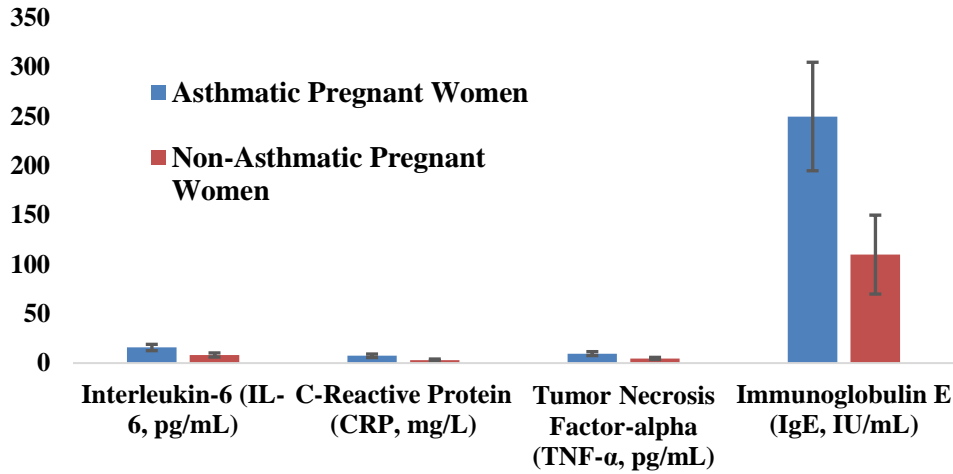 350
300
250
200
150
100
50
0
Asthmatic Pregnant Women
Non-Asthmatic Pregnant
Women
Interleukin-6 (IL-
6, pg/mL)
C-Reactive Protein
(CRP, mg/L)
Tumor Necrosis
Factor-alpha
(TNF-α, pg/mL)
Immunoglobulin E
(IgE, IU/mL)